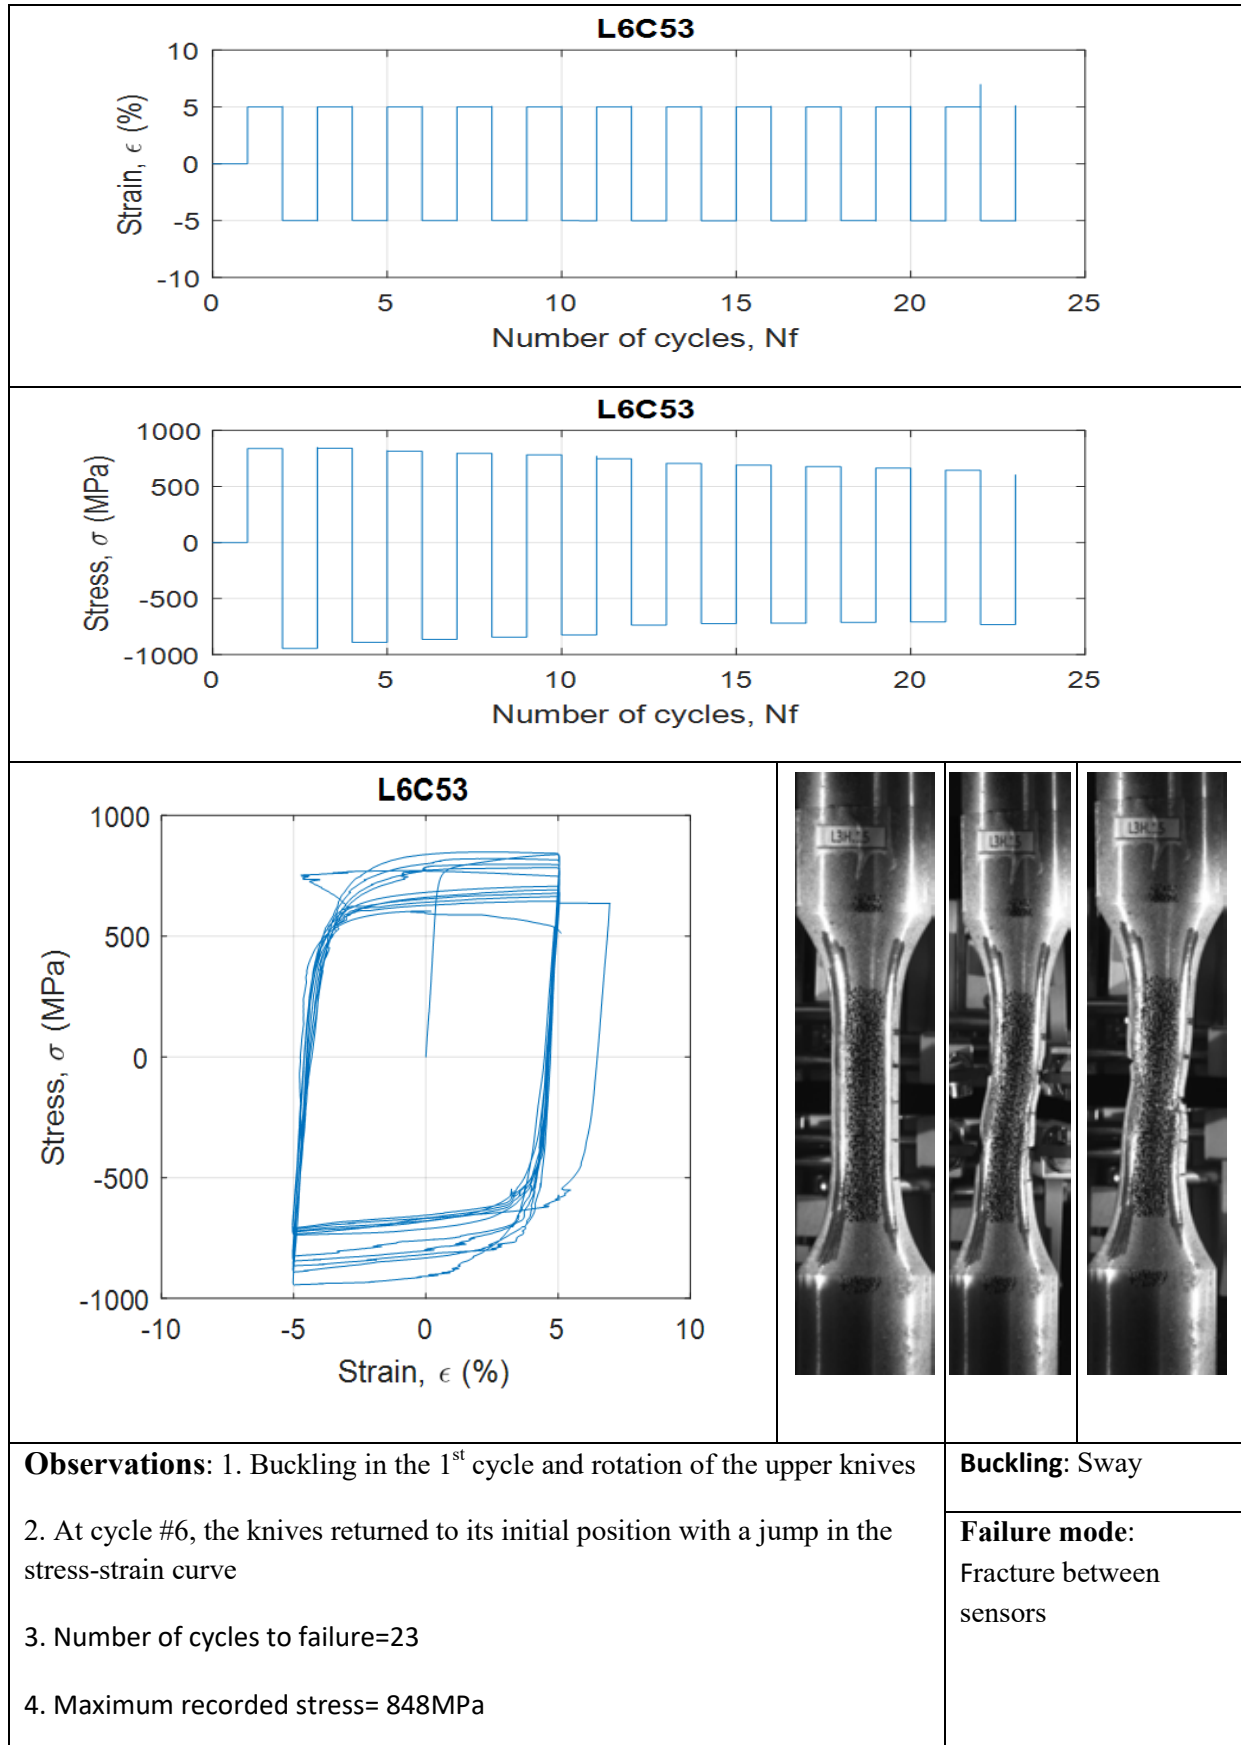 L6C53
10
5
0
-5
-10
Strain, ϵ (%)
0 5 10 15 20 25
Number of cycles, Nf
L6C53
1000
500
0
-500
-1000
Stress, σ (MPa)
0 5 10 15 20 25
Number of cycles, Nf
L6C53
1000
500
0
-500
-1000
Stress, σ (MPa)
-10 -5 0 5 10
Strain, ϵ (%)
Observations: 1. Buckling in the 1st cycle and rotation of the upper knives
2. At cycle #6, the knives returned to its initial position with a jump in the
stress-strain curve
3. Number of cycles to failure=23
4. Maximum recorded stress= 848MPa
Buckling: Sway
Failure mode:
Fracture between
sensors